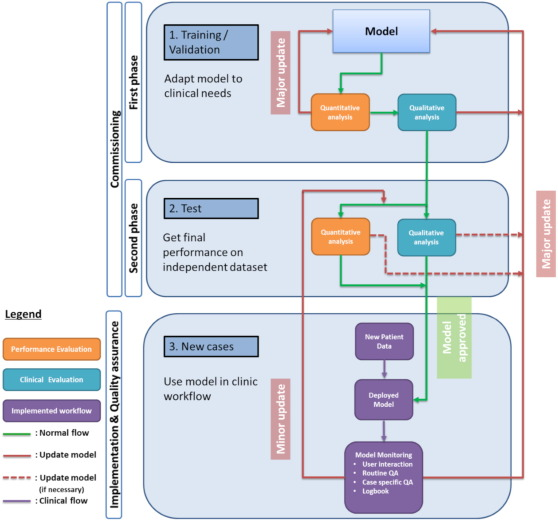 Commissioning
First phase
1. Training /
Validation
Adapt model to
clinical needs
Major update
Model
Quantitative
analysis
Qualitative
analysis
Second phase
2. Test
Get final
performance on
independent dataset
Quantitative
analysis
Qualitative
analysis
Major update
Model
approved
Implementation & Quality assurance
3. New cases
Use model in clinic
workflow
Minor update
New Patient
Data
Deployed
Model
Model Monitoring
• User Interaction
• Routine QA
• Case specific QA
• Logbook
Legend
Performance Evaluation
Clinical Evaluation
Implemented workflow
: Normal flow
: Update model
: Update model
(if necessary)
: Clinical flow